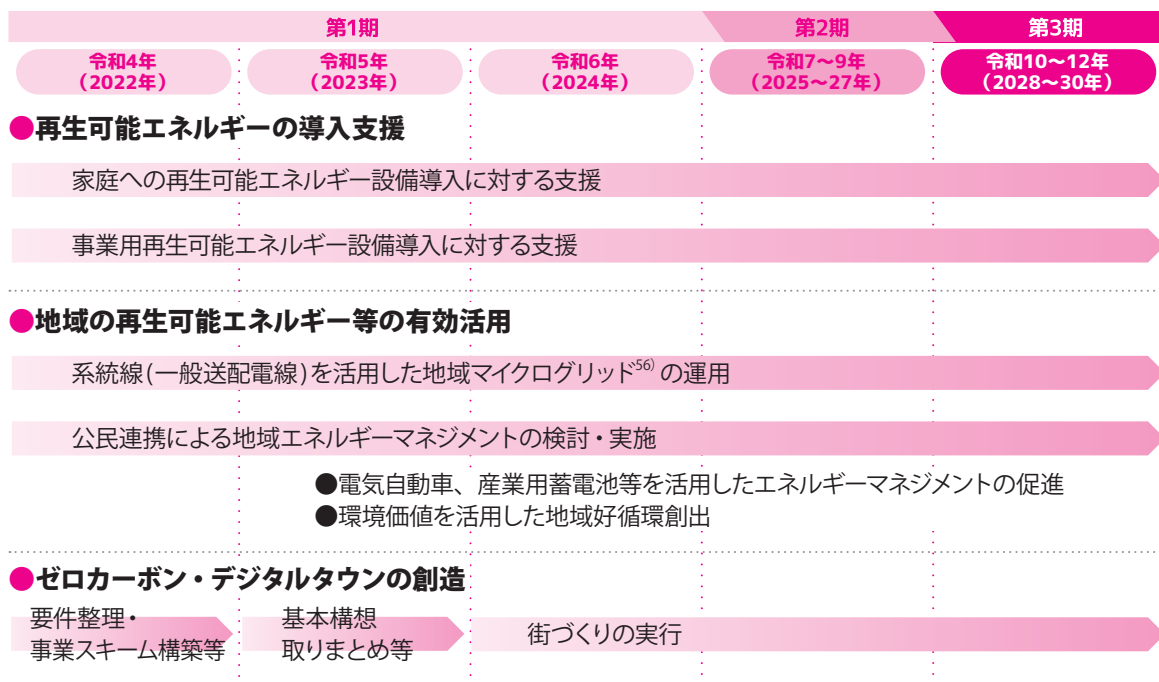 第1期 第2期 第3期
令和4年 令和5年 令和6年 令和7〜9年 令和10〜12年
（2022年） （2023年） （2024年） （2025〜27年） （2028〜30年）
●再生可能エネルギーの導入支援
家庭への再生可能エネルギー設備導入に対する支援
事業用再生可能エネルギー設備導入に対する支援
●地域の再生可能エネルギー等の有効活用
系統線(一般送配電線)を活用した地域マイクログリッド56)の運用
公民連携による地域エネルギーマネジメントの検討・実施
●電気自動車、産業用蓄電池等を活用したエネルギーマネジメントの促進
●環境価値を活用した地域好循環創出
●ゼロカーボン・デジタルタウンの創造
要件整理・
事業スキーム構築等
基本構想
取りまとめ等
街づくりの実行